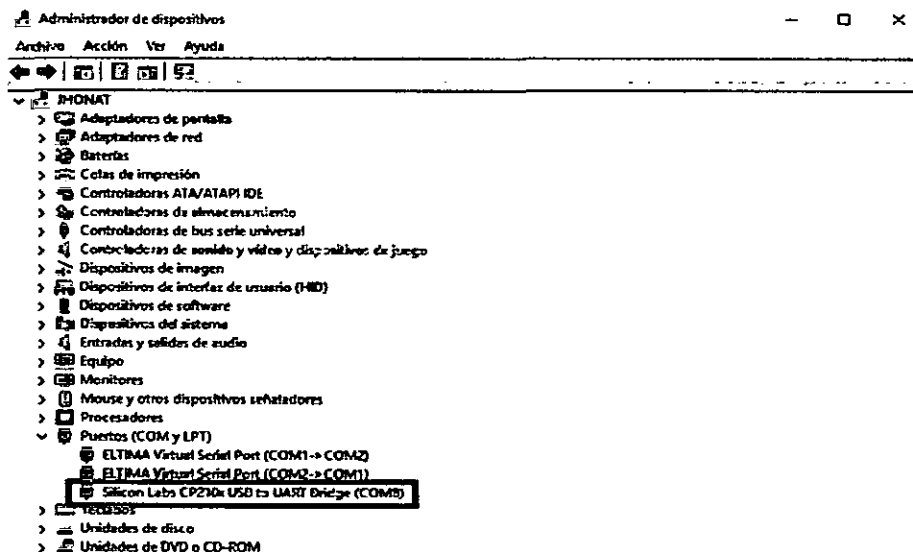 Administrador de dispositivos
Archivo Acción Ver Ayuda
JHONAT
Adaptadores de pantalla
Adaptadores de red
Baterías
Colas de impresión
Controladoras ATA/ATAPI IDE
Controladoras de almacenamiento
Controladoras de bus serie universal
Controladoras de sonido y vídeo y dispositivos de juego
Dispositivos de imagen
Dispositivos de interfaz de usuario (HID)
Dispositivos de software
Dispositivos del sistema
Entradas y salidas de audio
Equipo
Monitores
Mouse y otros dispositivos señaladores
Procesadores
Puertos (COM y LPT)
ELTIMA Virtual Serial Port (COM1->COM2)
ELTIMA Virtual Serial Port (COM2->COM1)
Silicon Labs CP210x USB to UART Bridge (COM8)
Teclados
Unidades de disco
Unidades de DVD o CD-ROM